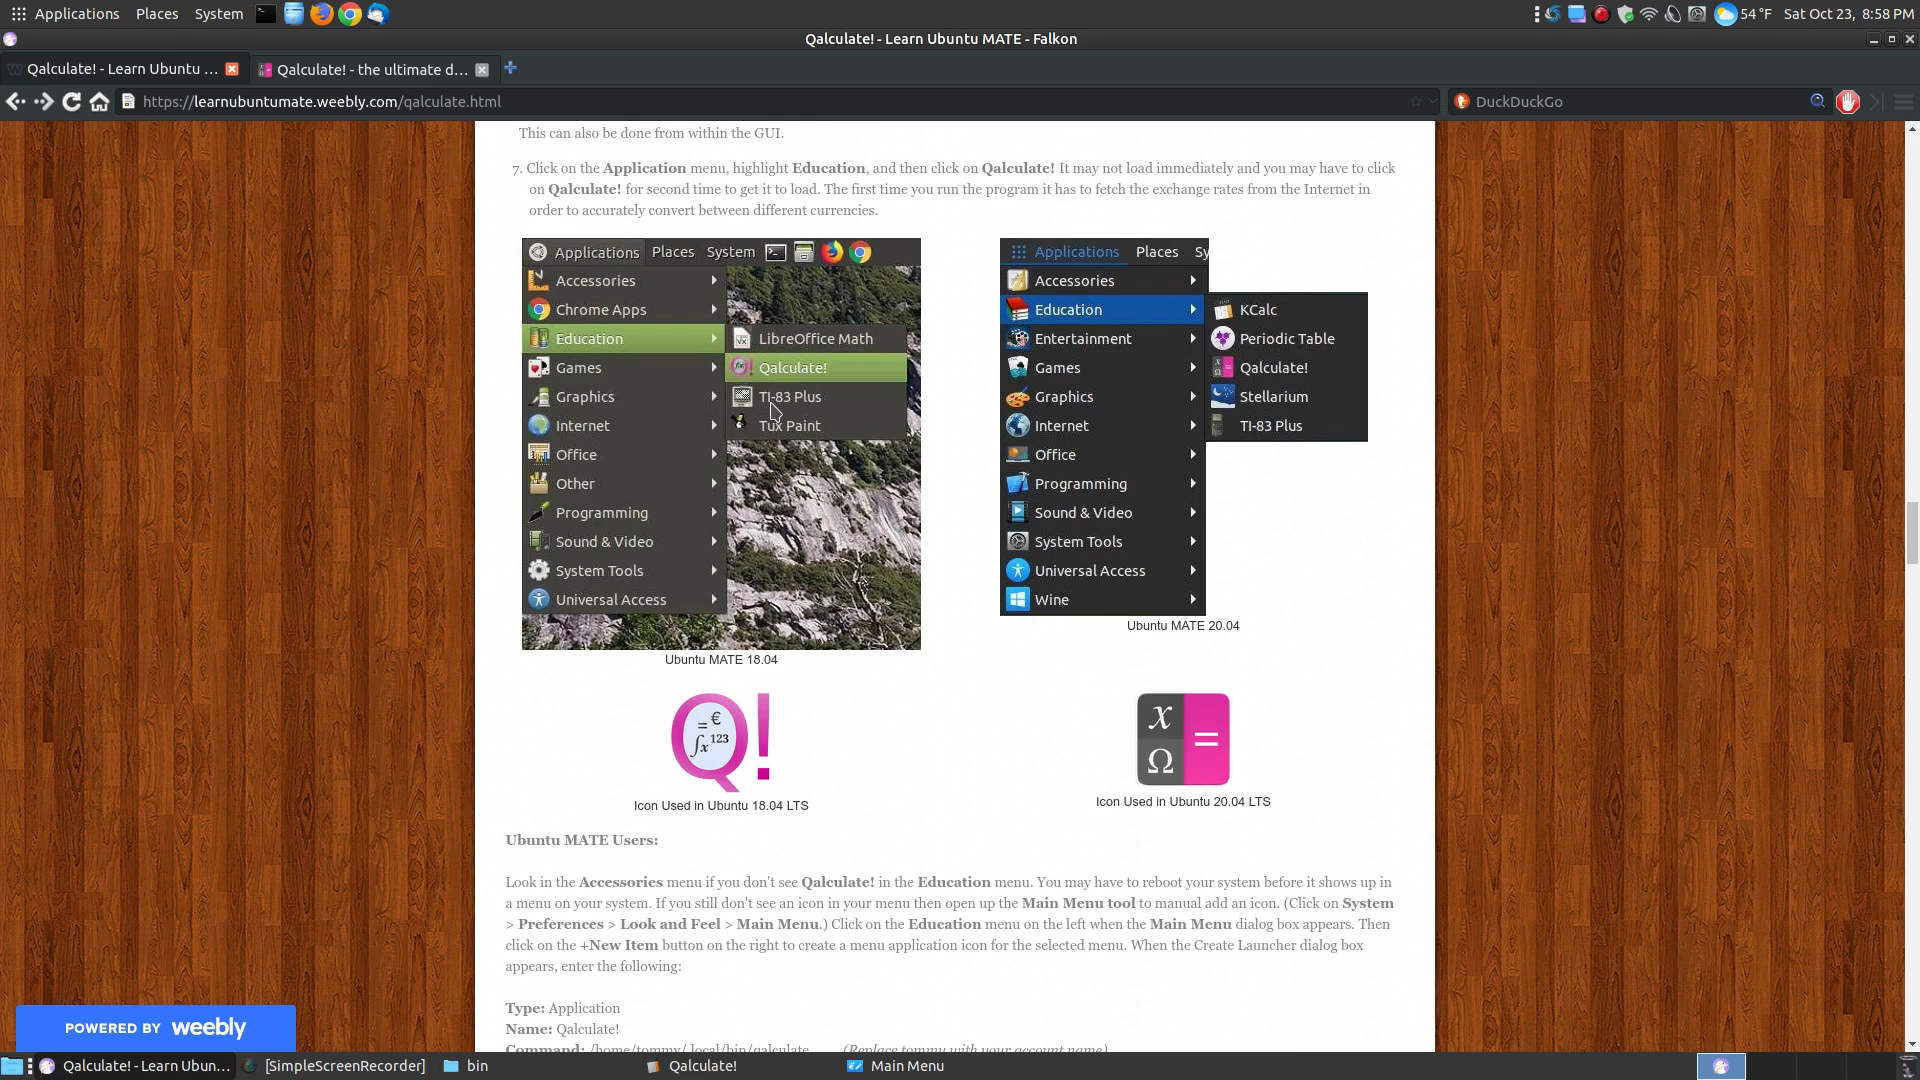 Applications Places System
54 °F Sat Oct 23, 8:58 PM
Qalculate! - Learn Ubuntu MATE - Falkon
Qalculate! - Learn Ubuntu ...
Qalculate! - the ultimate d...
https://learnubuntumate.weebly.com/qalculate.html
DuckDuckGo
This can also be done from within the GUI.
7. Click on the Application menu, highlight Education, and then click on Qalculate! It may not load immediately and you may have to click
on Qalculate! for second time to get it to load. The first time you run the program it has to fetch the exchange rates from the Internet in
order to accurately convert between different currencies.
Applications Places System
Accessories
Chrome Apps
Education
Games
Graphics
Internet
Office
Other
Programming
Sound & Video
System Tools
Universal Access
LibreOffice Math
Qalculate!
TI-83 Plus
Tux Paint
Ubuntu MATE 18.04
Applications Places Sy
Accessories
Education
Entertainment
Games
Graphics
Internet
Office
Programming
Sound & Video
System Tools
Universal Access
Wine
KCalc
Periodic Table
Qalculate!
Stellarium
TI-83 Plus
Ubuntu MATE 20.04
Q!
=€
∫x 123
Icon Used in Ubuntu 18.04 LTS
x
Ω
=
Icon Used in Ubuntu 20.04 LTS
Ubuntu MATE Users:
Look in the Accessories menu if you don't see Qalculate! in the Education menu. You may have to reboot your system before it shows up in
a menu on your system. If you still don't see an icon in your menu then open up the Main Menu tool to manual add an icon. (Click on System
> Preferences > Look and Feel > Main Menu.) Click on the Education menu on the left when the Main Menu dialog box appears. Then
click on the +New Item button on the right to create a menu application icon for the selected menu. When the Create Launcher dialog box
appears, enter the following:
Type: Application
Name: Qalculate!
Command: /home/tommy/.local/bin/qalculate (Replace tommy with your account name)
POWERED BY weebly
Qalculate! - Learn Ubun...
[SimpleScreenRecorder]
bin
Qalculate!
Main Menu